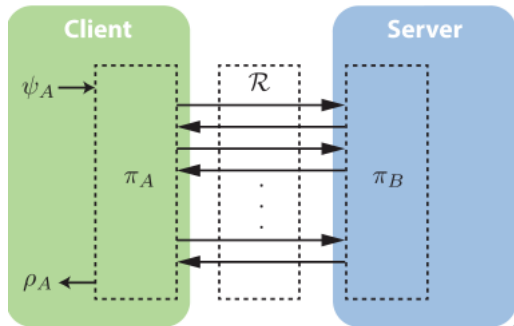 Client
Server
ψ_A
R
π_A
π_B
ρ_A